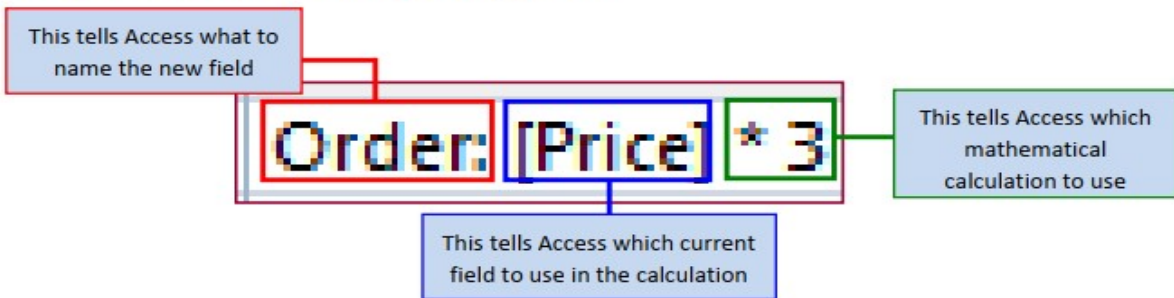 This tells Access what to
name the new field
Order: [Price] * 3
This tells Access which
mathematical
calculation to use
This tells Access which current
field to use in the calculation